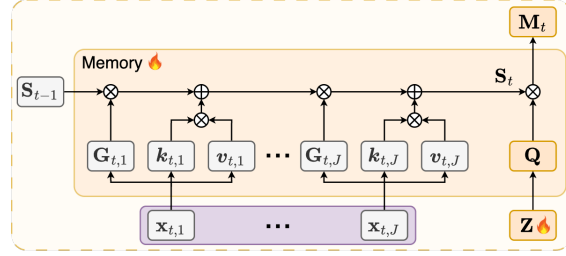 M_t
Memory 🔥
S_{t-1}
S_t
G_{t,1} k_{t,1} v_{t,1} ... G_{t,J} k_{t,J} v_{t,J} Q
x_{t,1} ... x_{t,J} Z🔥